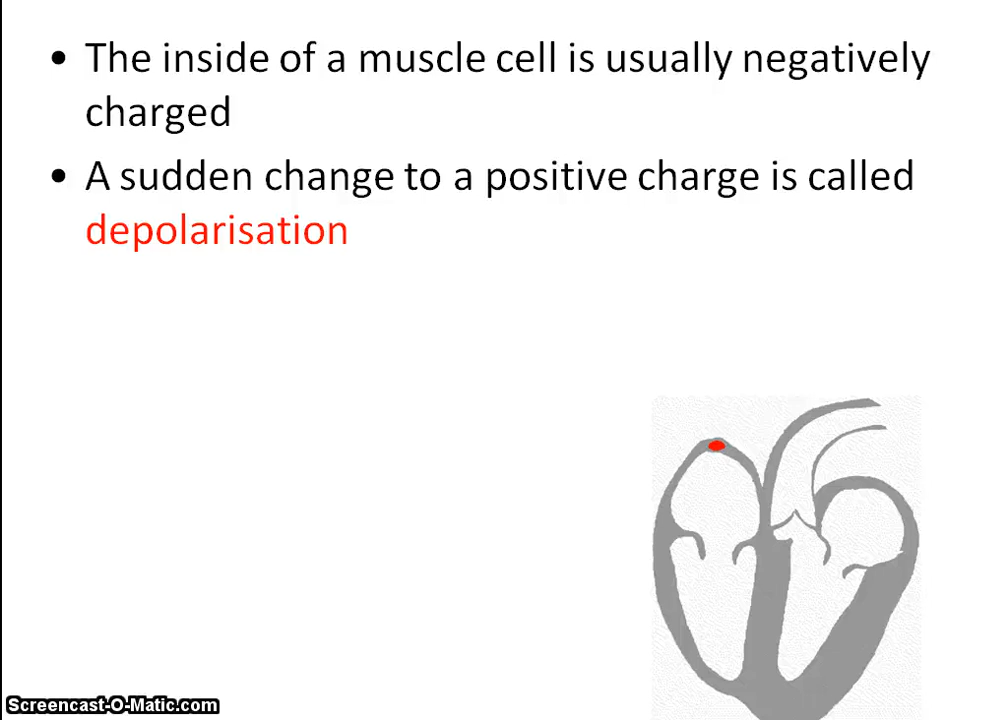 • The inside of a muscle cell is usually negatively
charged
• A sudden change to a positive charge is called
depolarisation
Screencast-O-Matic.com